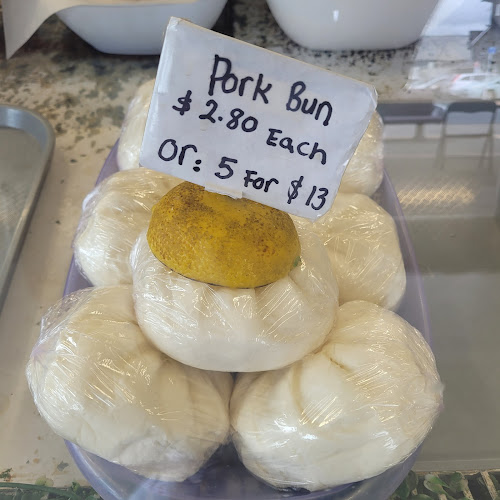 Pork Bun
$ 2.80 Each
Or: 5 For $13